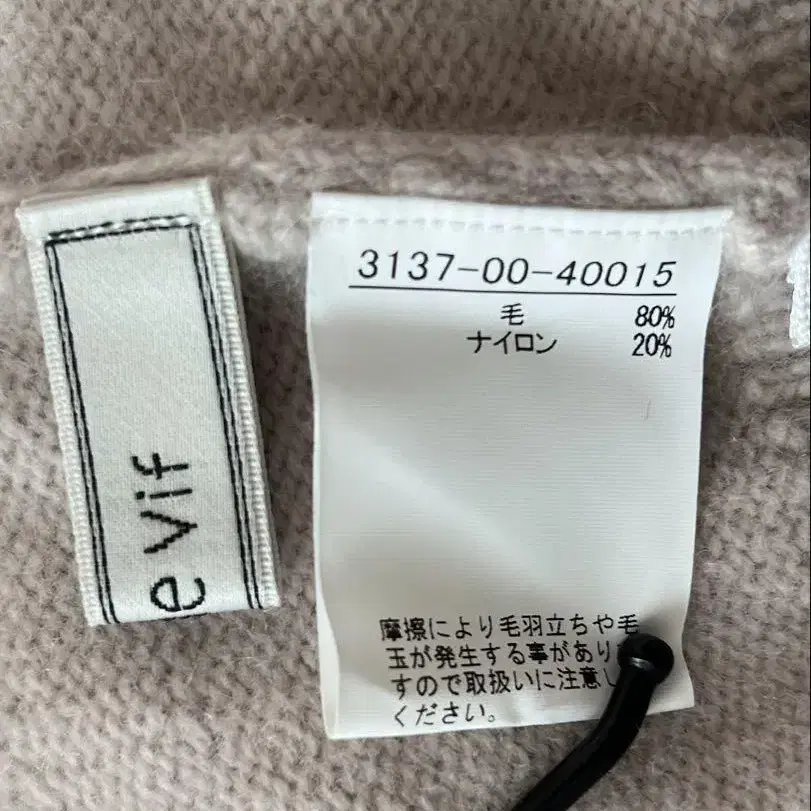 e vif
3137-00-40015
毛 80%
ナイロン 20%
摩擦により毛羽立ちや毛
玉が発生する事があり
すので取扱いに注意し
ください。